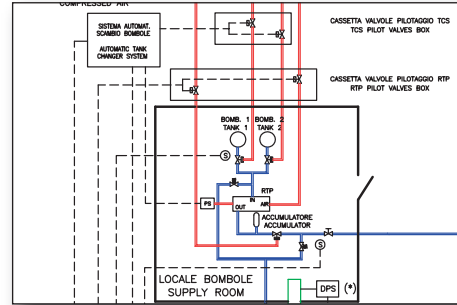 COMPRESSED AIR
SISTEMA AUTOMAT.
SCAMBIO BOMBOLE
AUTOMATIC TANK
CHANGER SYSTEM
CASSETTA VALVOLE PILOTAGGIO TCS
TCS PILOT VALVES BOX
CASSETTA VALVOLE PILOTAGGIO RTP
RTP PILOT VALVES BOX
BOMB. 1 BOMB. 2
TANK 1 TANK 2
S
RTP
PS
IN
OUT AIR
ACCUMULATORE
ACCUMULATOR
S
LOCALE BOMBOLE
SUPPLY ROOM
DPS (*)